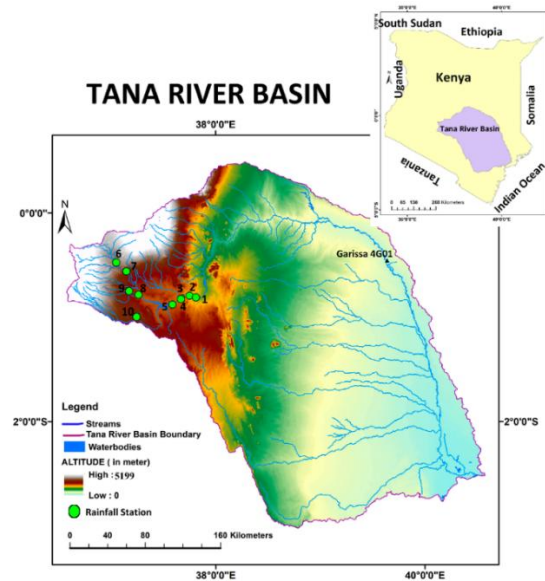 TANA RIVER BASIN
38°0'0"E
N
0°0'0"
2°0'0"S
2°0'0"S
38°0'0"E
40°0'0"E
Garissa 4G01
6
7
9
8
3
2
1
5
4
10
Legend
Streams
Tana River Basin Boundary
Waterbodies
ALTITUDE ( in meter)
High : 5199
Low : 0
Rainfall Station
0 20 40 80 120 160 Kilometers
South Sudan
Ethiopia
Uganda
Kenya
Somalia
Tana River Basin
Tanzania
Indian Ocean